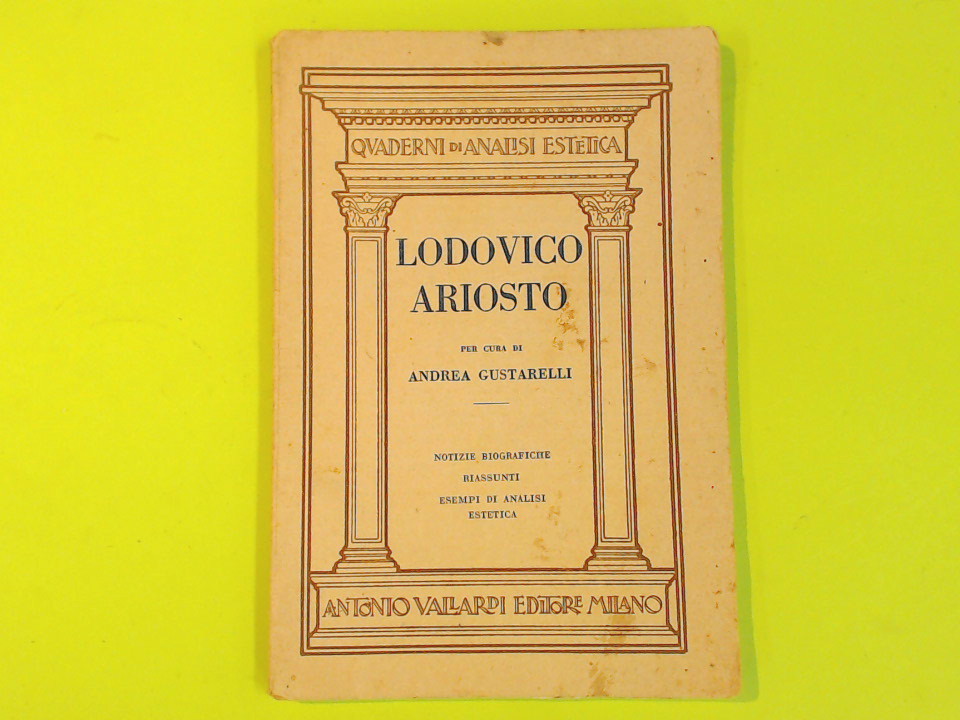 QVADERNI DI ANALISI ESTETICA
LODOVICO
ARIOSTO
PER CURA DI
ANDREA GUSTARELLI
NOTIZIE BIOGRAFICHE
RIASSUNTI
ESEMPI DI ANALISI
ESTETICA
ANTONIO VALLARDI EDITORE MILANO